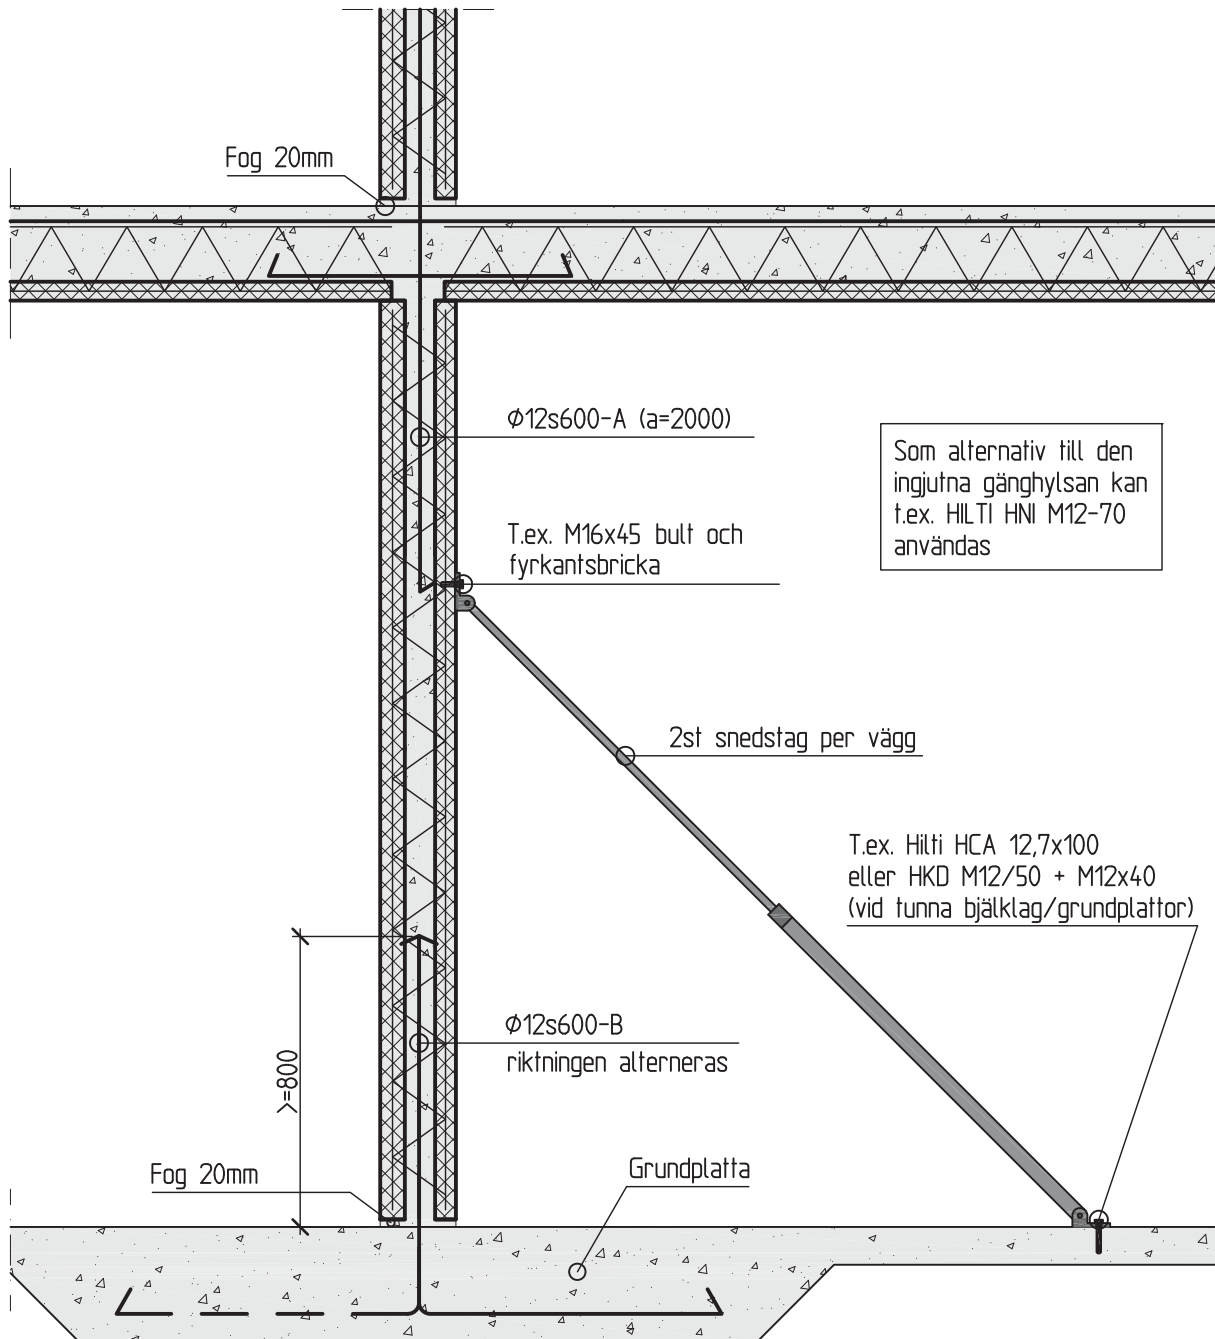 Fog 20mm
Φ12s600-A (a=2000)
Som alternativ till den
ingjutna gänghylsan kan
t.ex. HILTI HNI M12-70
användas
T.ex. M16x45 bult och
fyrkantsbricka
2st snedstag per vägg
T.ex. Hilti HCA 12,7x100
eller HKD M12/50 + M12x40
(vid tunna bjälklag/grundplattor)
Φ12s600-B
riktningen alterneras
>=800
Fog 20mm
Grundplatta